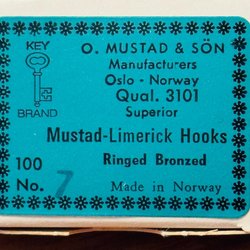 KEY
BRAND
O. MUSTAD & SÖN
Manufacturers
Oslo - Norway
Qual. 3101
Superior
Mustad-Limerick Hooks
100 Ringed Bronzed
No. 7 Made in Norway